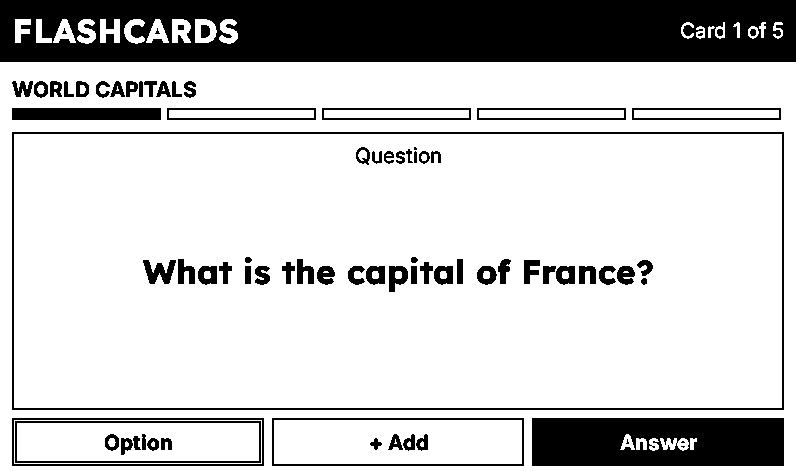 FLASHCARDS
Card 1 of 5
WORLD CAPITALS
Question
What is the capital of France?
Option
+ Add
Answer